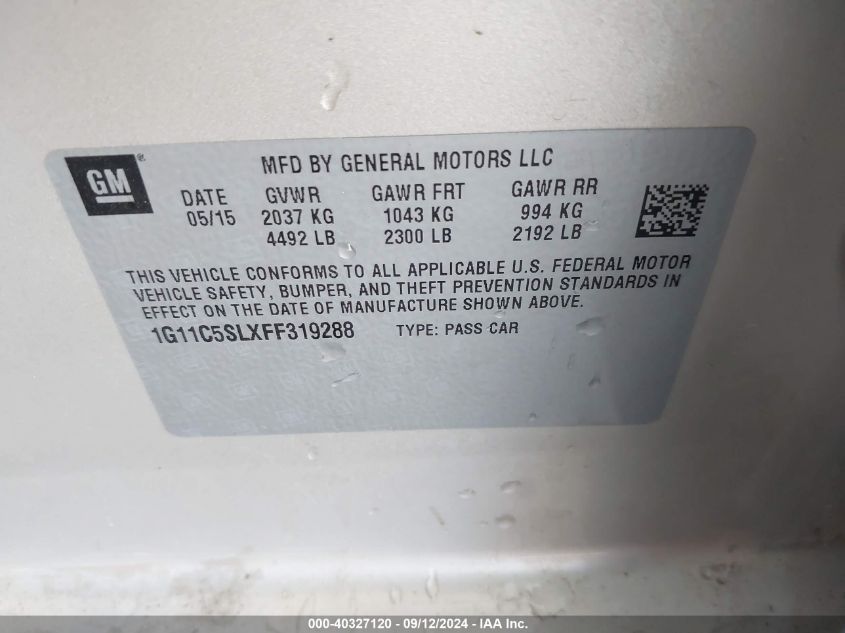 GM®
MFD BY GENERAL MOTORS LLC
DATE GVWR GAWR FRT GAWR RR
05/15 2037 KG 1043 KG 994 KG
4492 LB 2300 LB 2192 LB
THIS VEHICLE CONFORMS TO ALL APPLICABLE U.S. FEDERAL MOTOR
VEHICLE SAFETY, BUMPER, AND THEFT PREVENTION STANDARDS IN
EFFECT ON THE DATE OF MANUFACTURE SHOWN ABOVE.
1G11C5SLXFF319288 TYPE: PASS CAR
000-40327120 - 09/12/2024 - IAA Inc.